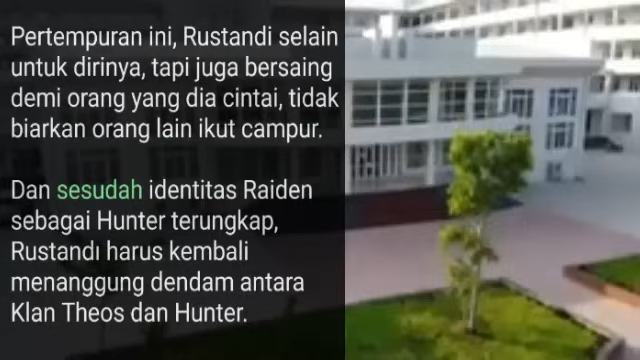 Pertempuran ini, Rustandi selain
untuk dirinya, tapi juga bersaing
demi orang yang dia cintai, tidak
biarkan orang lain ikut campur.
Dan sesudah identitas Raiden
sebagai Hunter terungkap,
Rustandi harus kembali
menanggung dendam antara
Klan Theos dan Hunter.